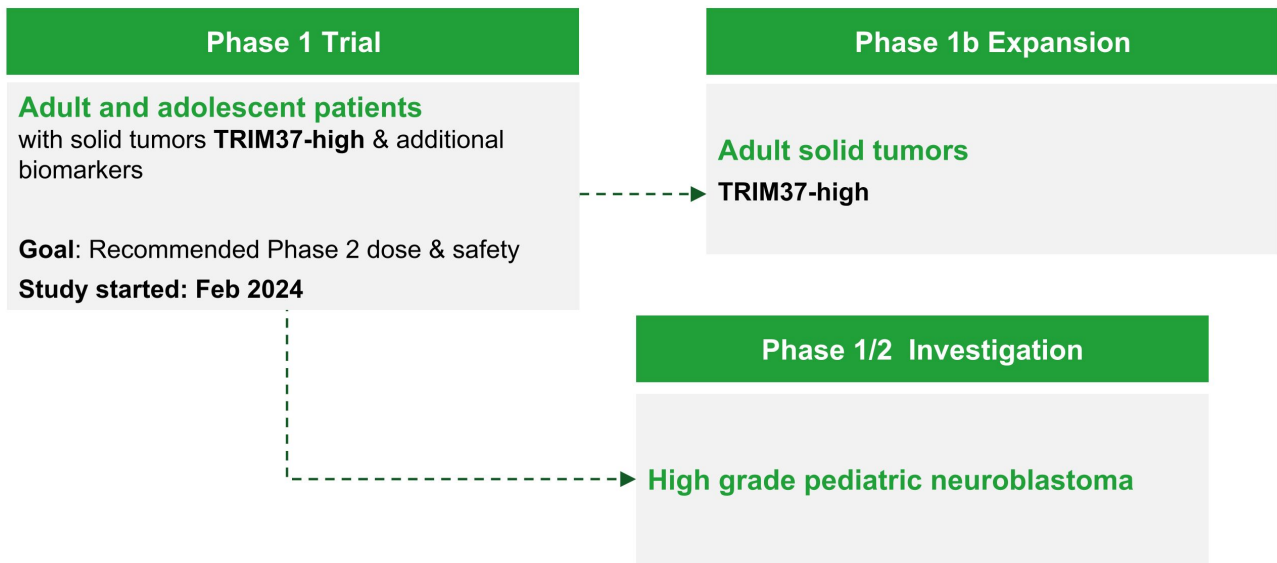 Phase 1 Trial
Adult and adolescent patients
with solid tumors TRIM37-high & additional
biomarkers
Goal: Recommended Phase 2 dose & safety
Study started: Feb 2024
Phase 1b Expansion
Adult solid tumors
TRIM37-high
Phase 1/2 Investigation
High grade pediatric neuroblastoma